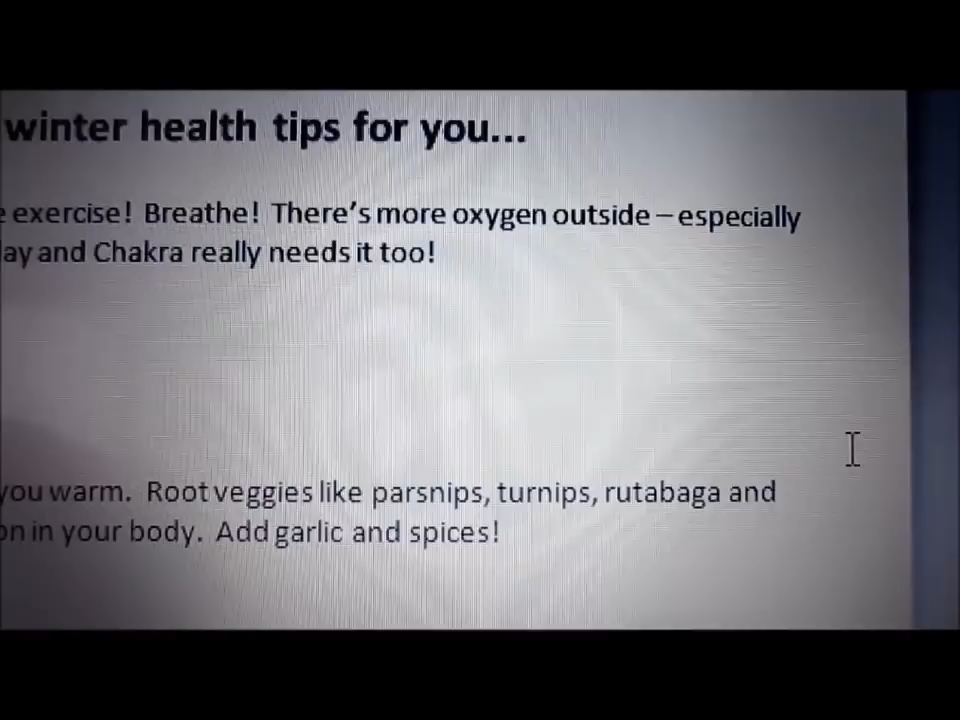 winter health tips for you...
exercise! Breathe! There's more oxygen outside – especially
and Chakra really needs it too!
you warm. Root veggies like parsnips, turnips, rutabaga and
in your body. Add garlic and spices!